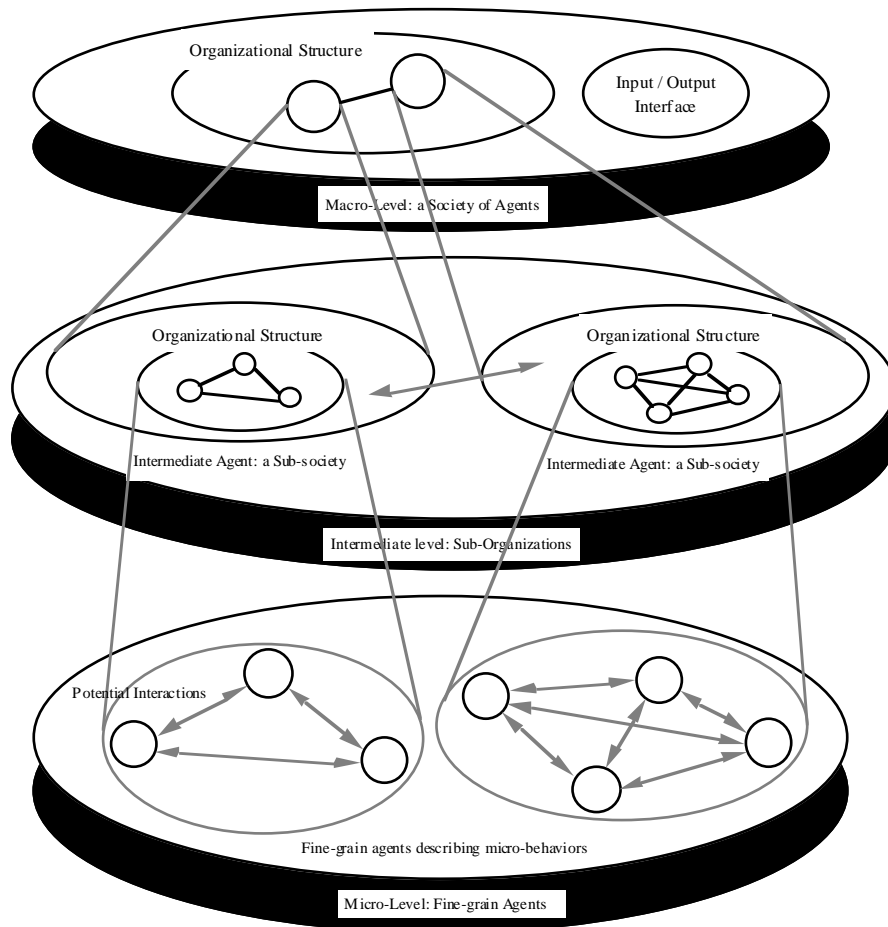 Organizational Structure
Input / Output
Interface
Macro-Level: a Society of Agents
Organizational Structure
Organizational Structure
Intermediate Agent: a Sub-society
Intermediate Agent: a Sub-society
Intermediate level: Sub-Organizations
Potential Interactions
Fine-grain agents describing micro-behaviors
Micro-Level: Fine-grain Agents